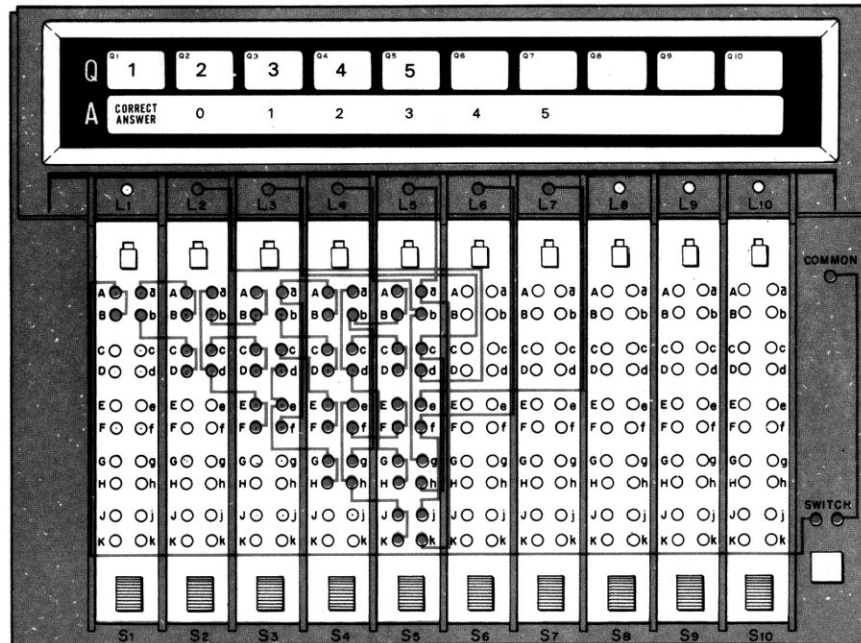 Q1 Q2 Q3 Q4 Q5 Q6 Q7 Q8 Q9 Q10
Q 1 2 3 4 5
A CORRECT ANSWER 0 1 2 3 4 5
L1 L2 L3 L4 L5 L6 L7 L8 L9 L10
COMMON
A a A a A a A a A a A a A a A a A a A a
B b B b B b B b B b B b B b B b B b B b
C c C c C c C c C c C c C c C c C c C c
D d D d D d D d D d D d D d D d D d D d
E e E e E e E e E e E e E e E e E e E e
F f F f F f F f F f F f F f F f F f F f
G g G g G g G g G g G g G g G g G g G g
H h H h H h H h H h H h H h H h H h H h
SWITCH
J j J j J j J j J j J j J j J j J j J j
K k K k K k K k K k K k K k K k K k K k
S1 S2 S3 S4 S5 S6 S7 S8 S9 S10